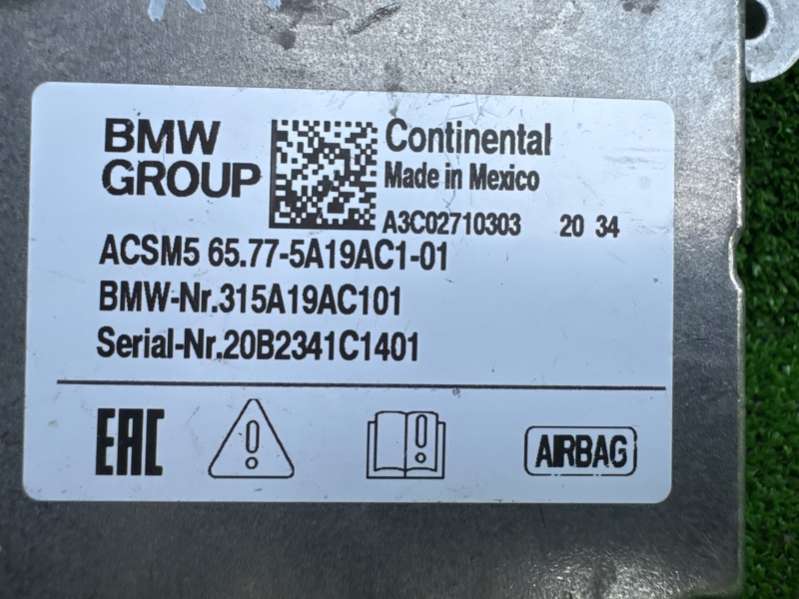 BMW
GROUP
Continental
Made in Mexico
A3C02710303 20 34
ACSM5 65.77-5A19AC1-01
BMW-Nr.315A19AC101
Serial-Nr.20B2341C1401
EAC
AIRBAG